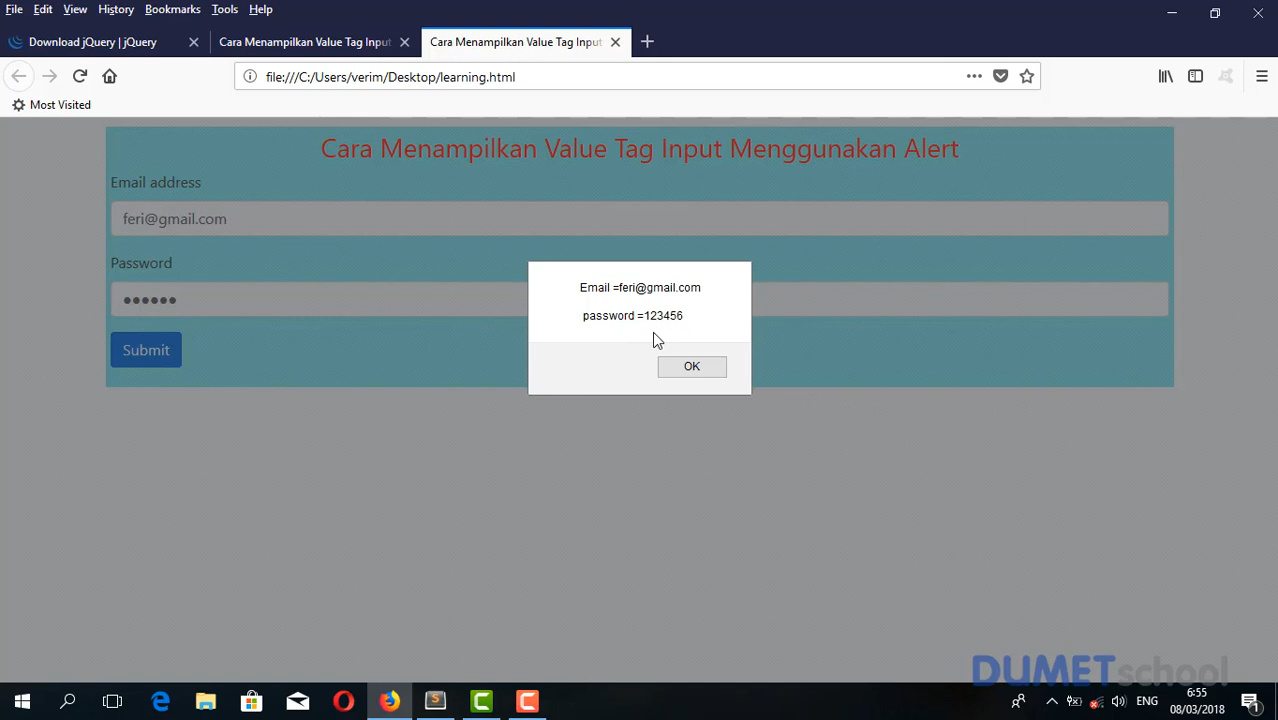 File Edit View History Bookmarks Tools Help
Download jQuery | jQuery
Cara Menampilkan Value Tag Input
Cara Menampilkan Value Tag Input
file:///C:/Users/verim/Desktop/learning.html
Most Visited
Cara Menampilkan Value Tag Input Menggunakan Alert
Email address
feri@gmail.com
Password
Email =feri@gmail.com
password =123456
Submit
OK
DUMETschool
ENG
6:55
08/03/2018
1